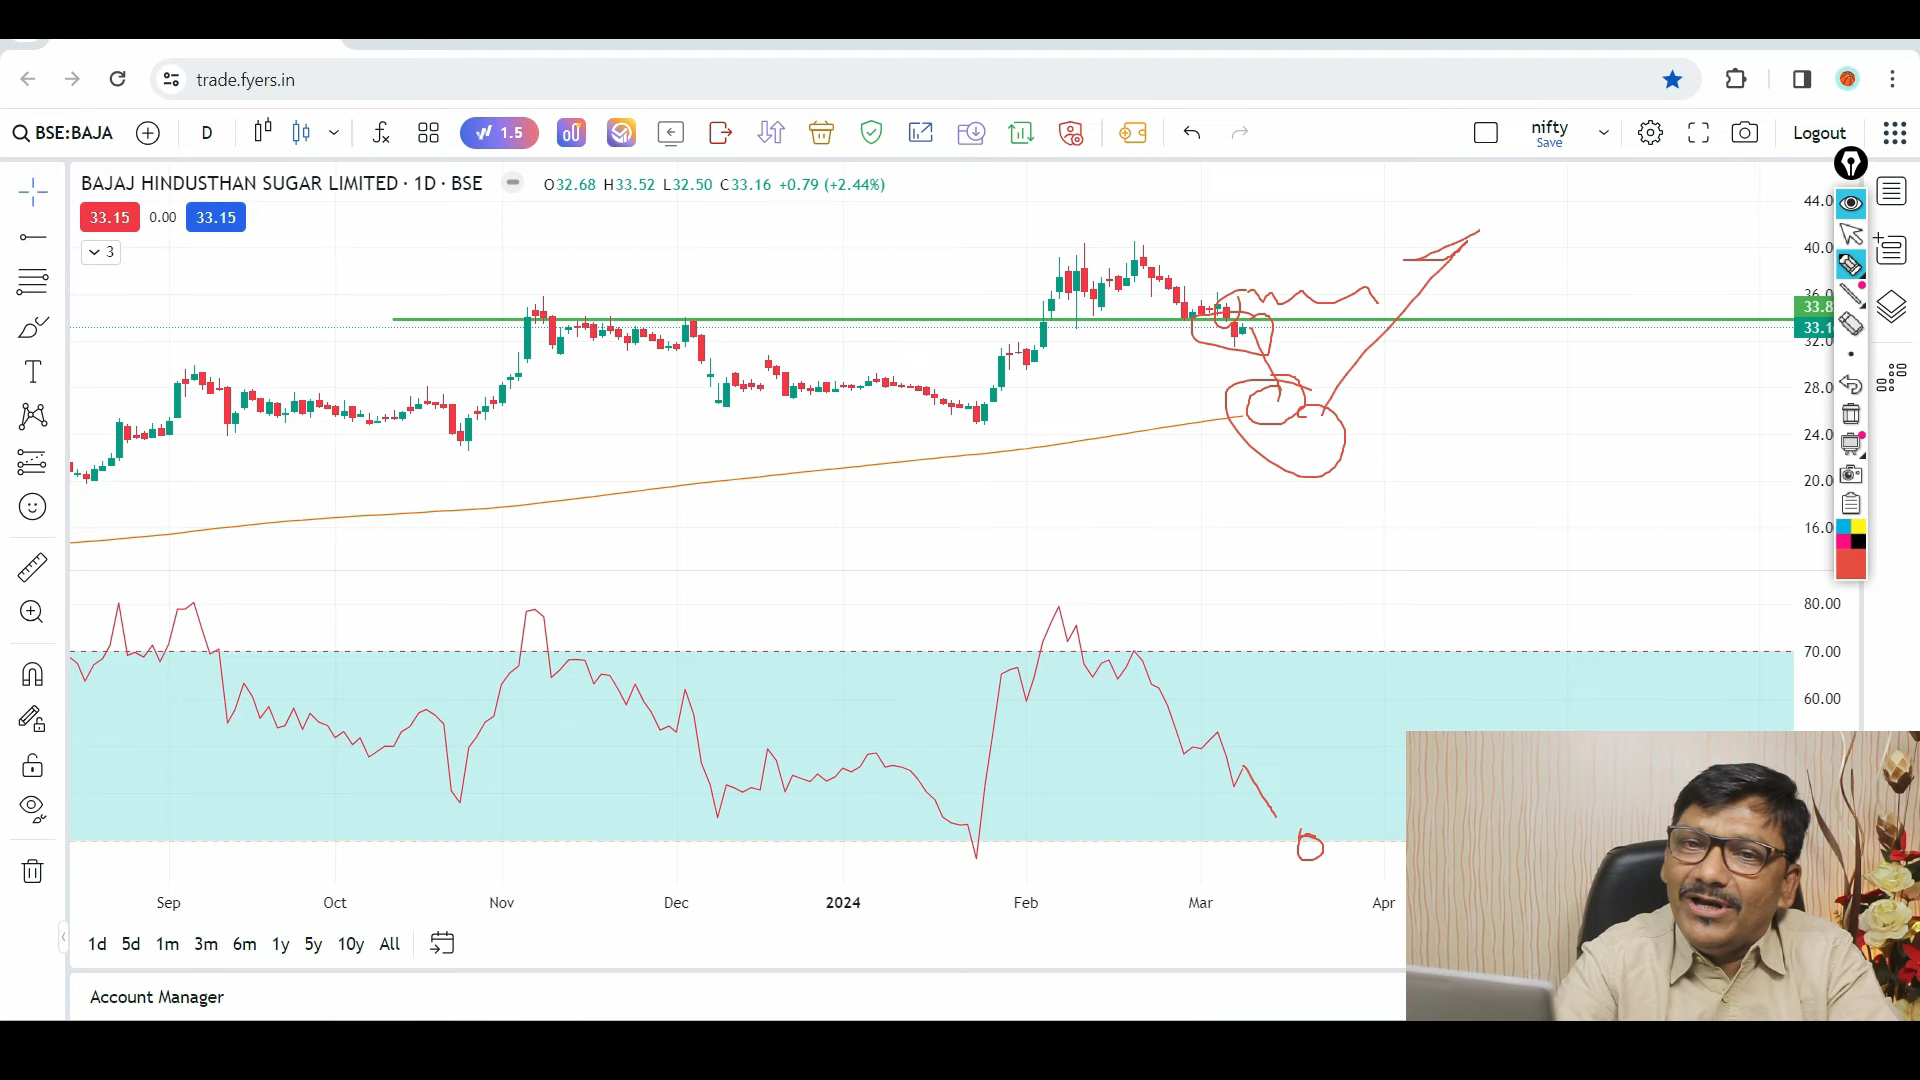 trade.fyers.in
BSE:BAJA
D
1.5
nifty
Save
Logout
BAJAJ HINDUSTHAN SUGAR LIMITED · 1D · BSE
O32.68 H33.52 L32.50 C33.16 +0.79 (+2.44%)
33.15 0.00 33.15
3
44.0
40.0
36.0
33.8
33.1
32.0
28.0
24.0
20.0
16.0
80.00
70.00
60.00
Sep Oct Nov Dec 2024 Feb Mar Apr
1d 5d 1m 3m 6m 1y 5y 10y All
Account Manager